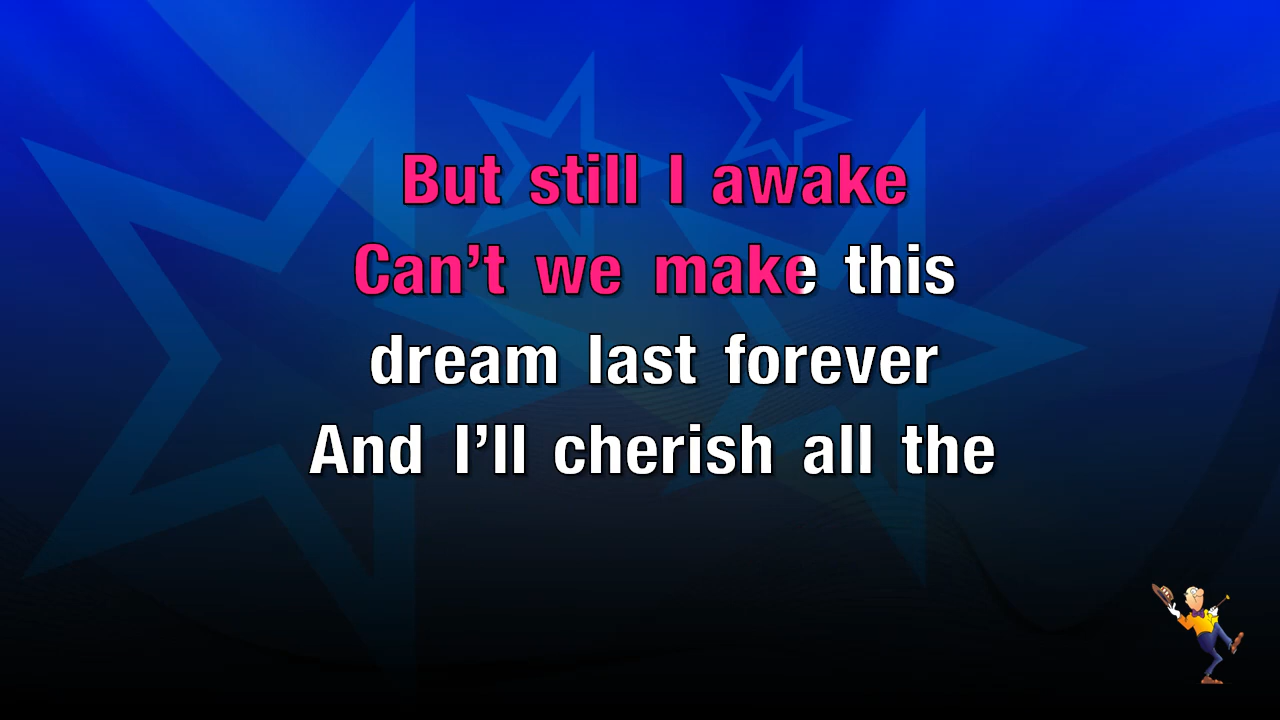 But still I awake
Can’t we make this
dream last forever
And I’ll cherish all the